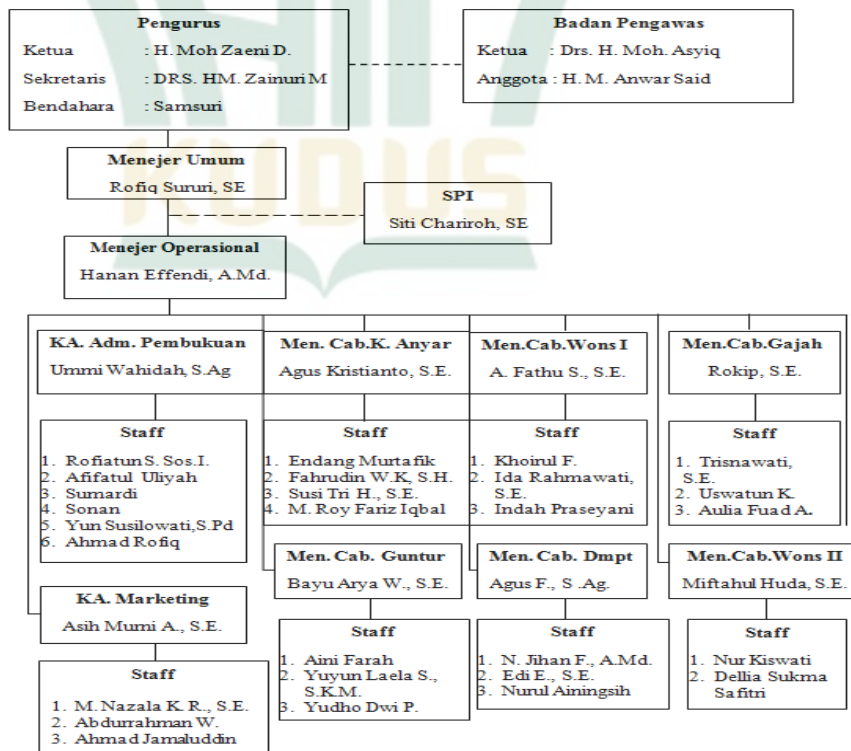 Pengurus
Ketua : H. Moh Zaeni D.
Sekretaris : DRS. HM. Zainuri M
Bendahara : Samsuri
Badan Pengawas
Ketua : Drs. H. Moh. Asyiq
Anggota : H. M. Anwar Said
KUDUS
Menejer Umum
Rofiq Sururi, SE
SPI
Siti Chariroh, SE
Menejer Operasional
Hanan Effendi, A.Md.
KA. Adm. Pembukuan
Ummi Wahidah, S.Ag
Men. Cab.K. Anyar
Agus Kristianto, S.E.
Men.Cab.Wons I
A. Fathu S., S.E.
Men.Cab.Gajah
Rokip, S.E.
Staff
1. Rofiatun S. Sos.I.
2. Afifatul Uliyah
3. Sumardi
4. Sonan
5. Yun Susilowati,S.Pd
6. Ahmad Rofiq
Staff
1. Endang Murtafik
2. Fahrudin W.K, S.H.
3. Susi Tri H., S.E.
4. M. Roy Fariz Iqbal
Staff
1. Khoirul F.
2. Ida Rahmawati,
S.E.
3. Indah Praseyani
Staff
1. Trisnawati,
S.E.
2. Uswatun K.
3. Aulia Fuad A.
KA. Marketing
Asih Murni A., S.E.
Men. Cab. Guntur
Bayu Arya W., S.E.
Men. Cab. Dmpt
Agus F., S .Ag.
Men.Cab.Wons II
Miftahul Huda, S.E.
Staff
1. M. Nazala K. R., S.E.
2. Abdurrahman W.
3. Ahmad Jamaluddin
Staff
1. Aini Farah
2. Yuyun Laela S.,
S.K.M.
3. Yudho Dwi P.
Staff
1. N. Jihan F., A.Md.
2. Edi E., S.E.
3. Nurul Ainingsih
Staff
1. Nur Kiswati
2. Dellia Sukma
Safitri